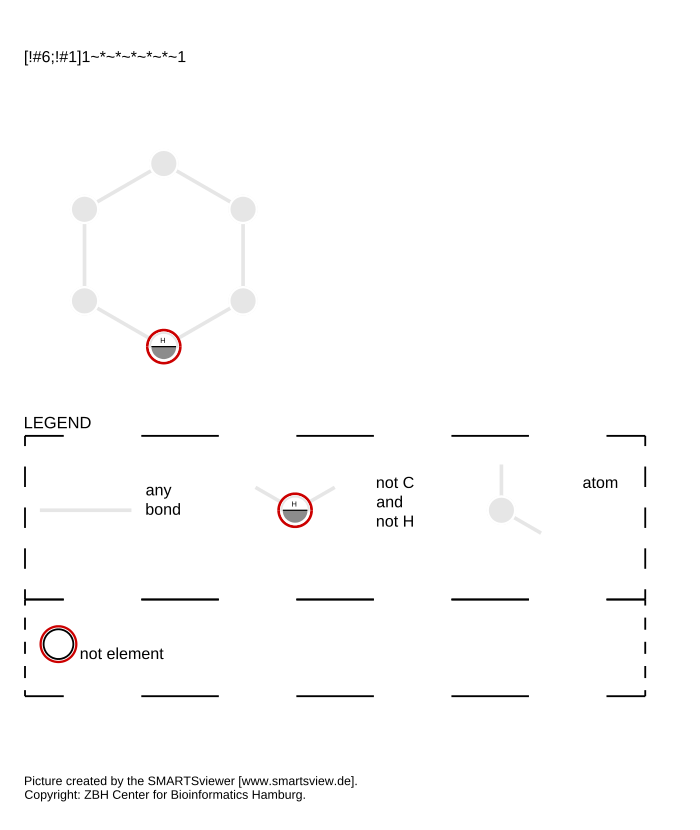 [!#6;!#1]1~*~*~*~*~*~1
H
LEGEND
any
bond
H
not C
and
not H
atom
not element
Picture created by the SMARTSviewer [www.smartsview.de].
Copyright: ZBH Center for Bioinformatics Hamburg.